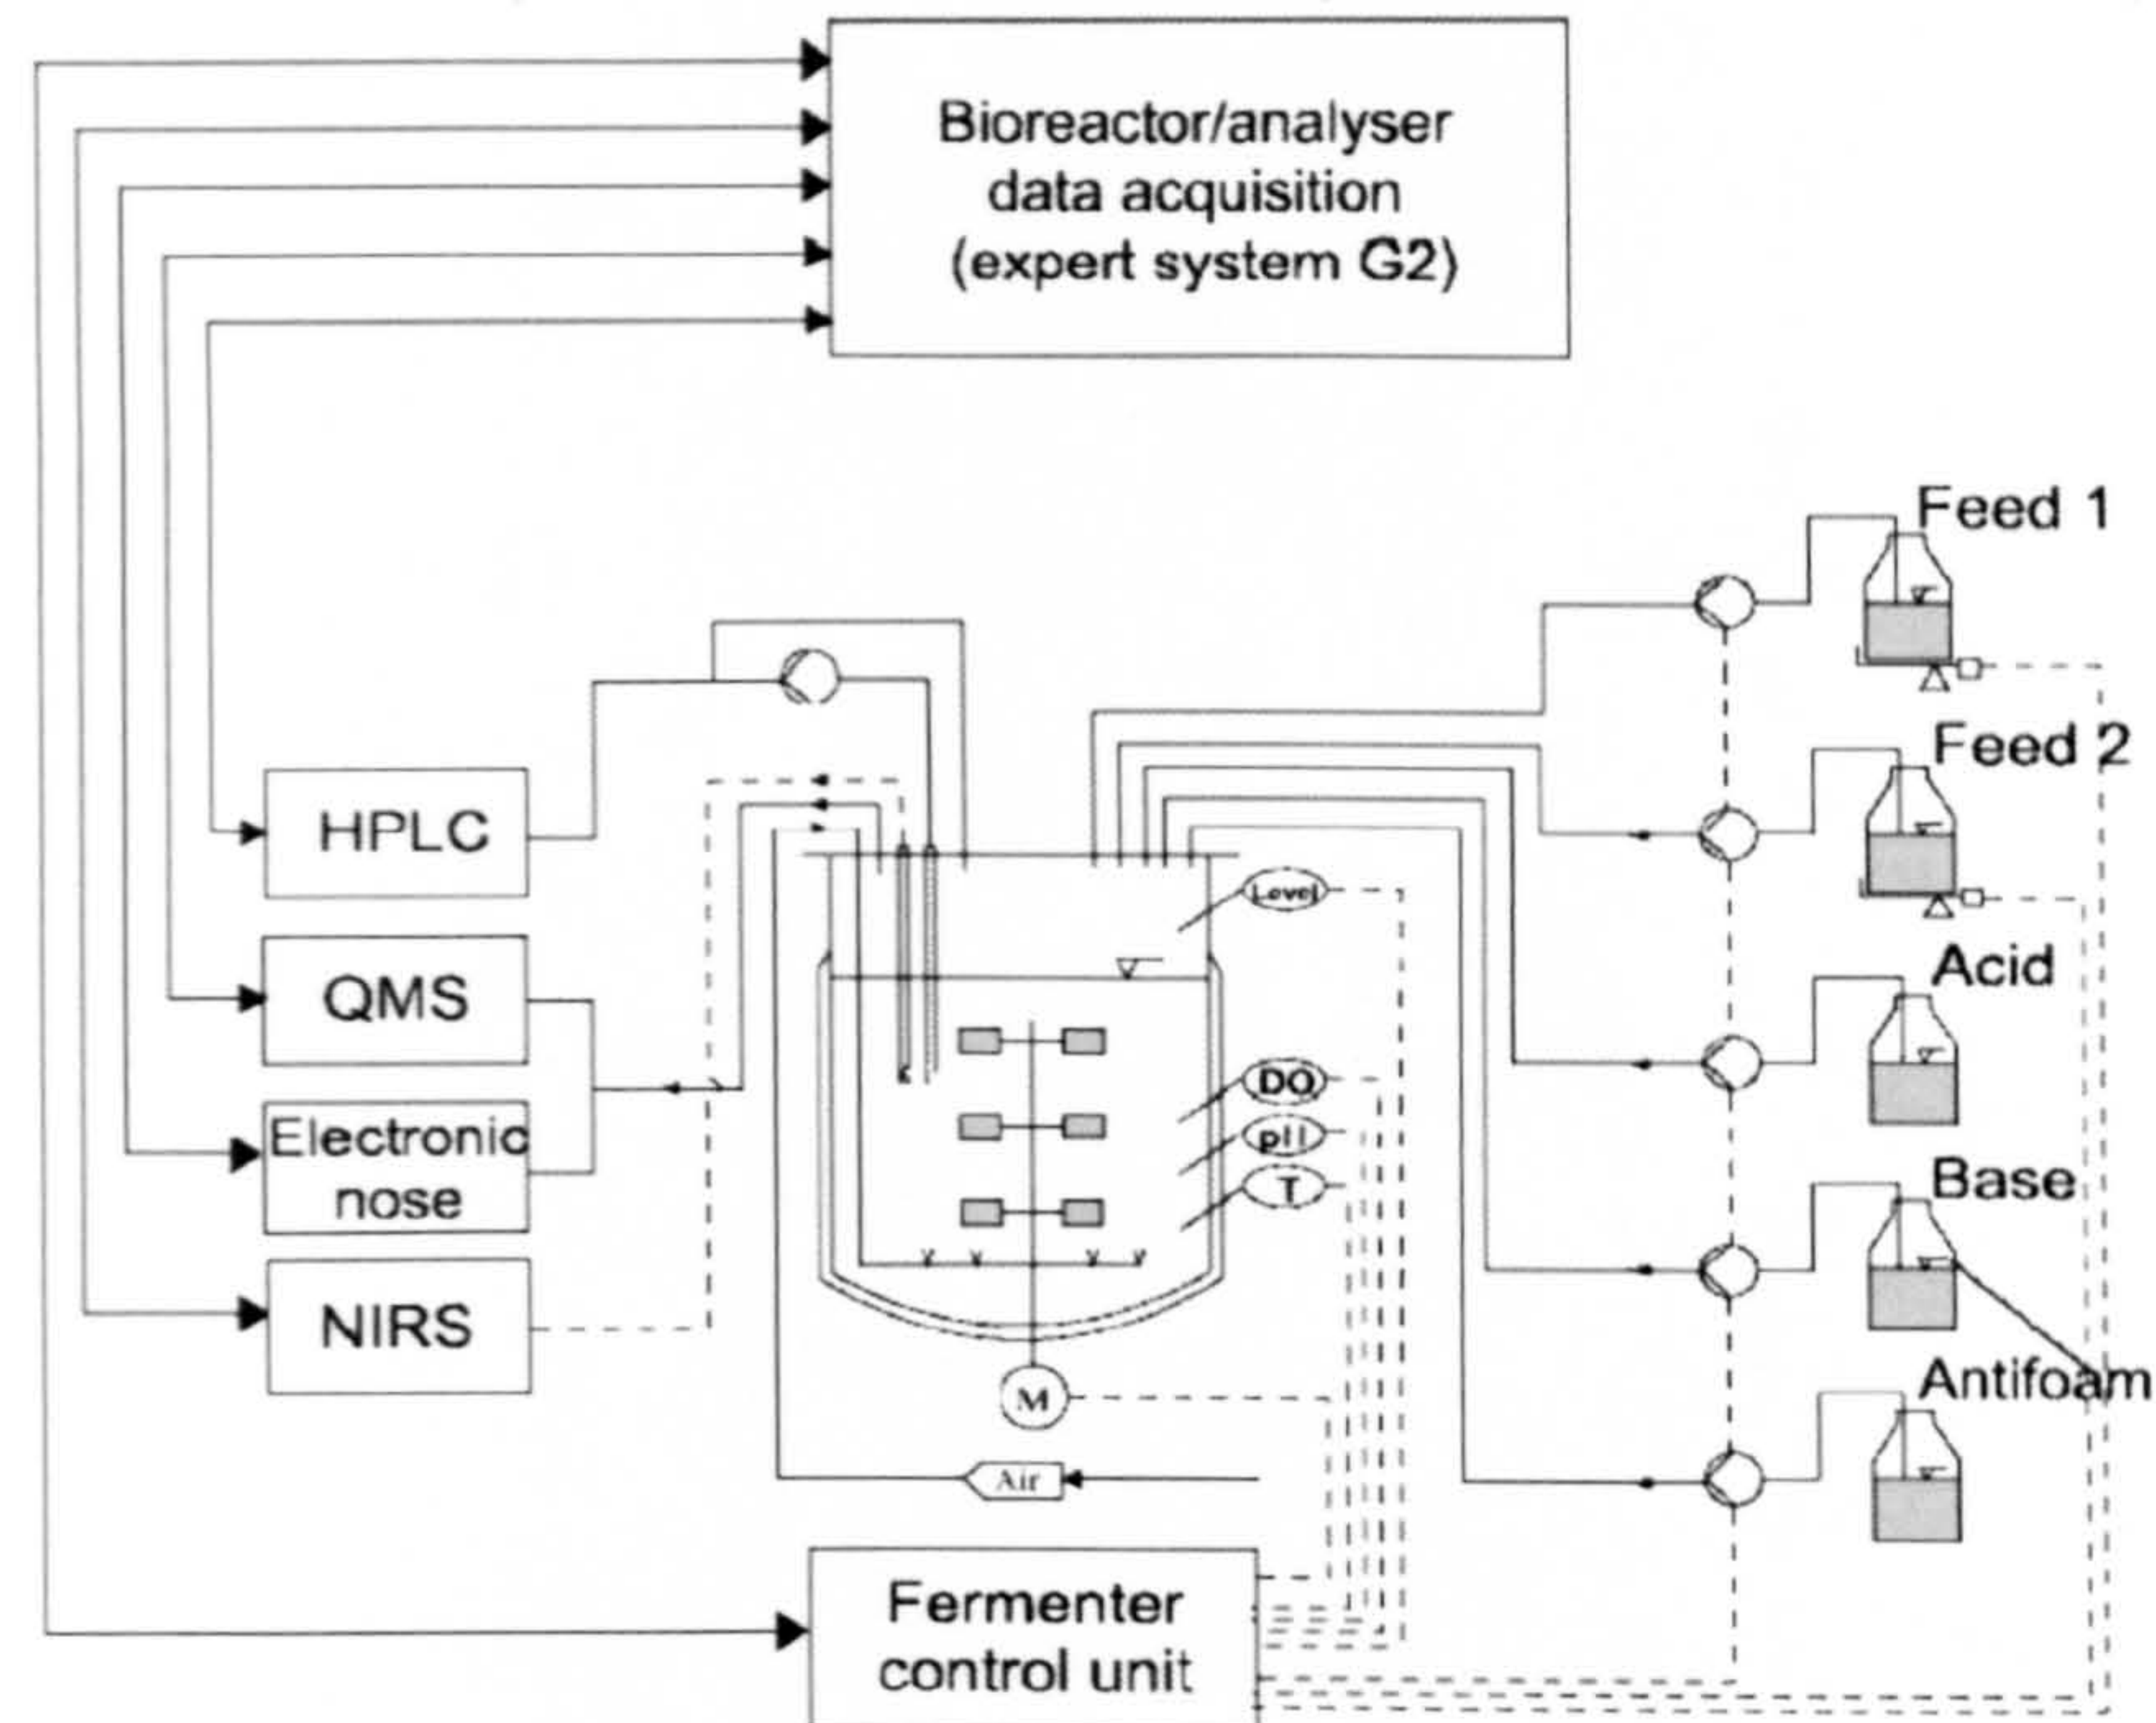 Bioreactor/analyser
data acquisition
(expert system G2)
Feed 1
Feed 2
HPLC
Level
Acid
QMS
DO
Electronic
nose
pH
T
Base
NIRS
M
Antifoam
Air
Fermenter
control unit